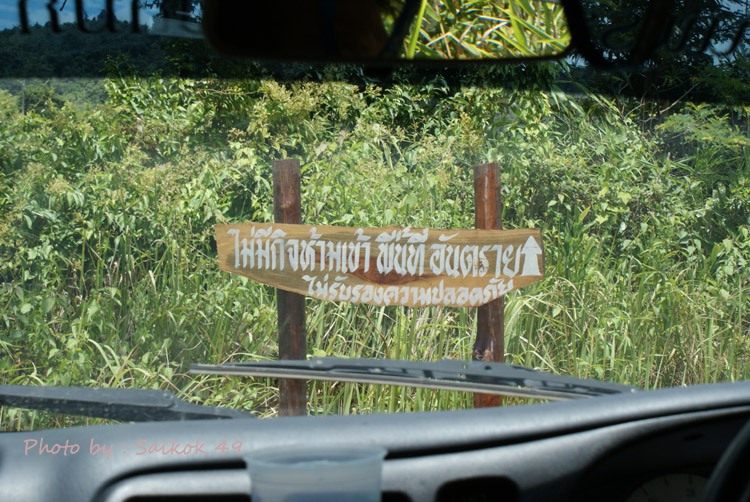 ไม่มีกิจห้ามเข้า พื้นที่ อันตราย
ไม่รับรองความปลอดภัย
Photo by : Saikok 49